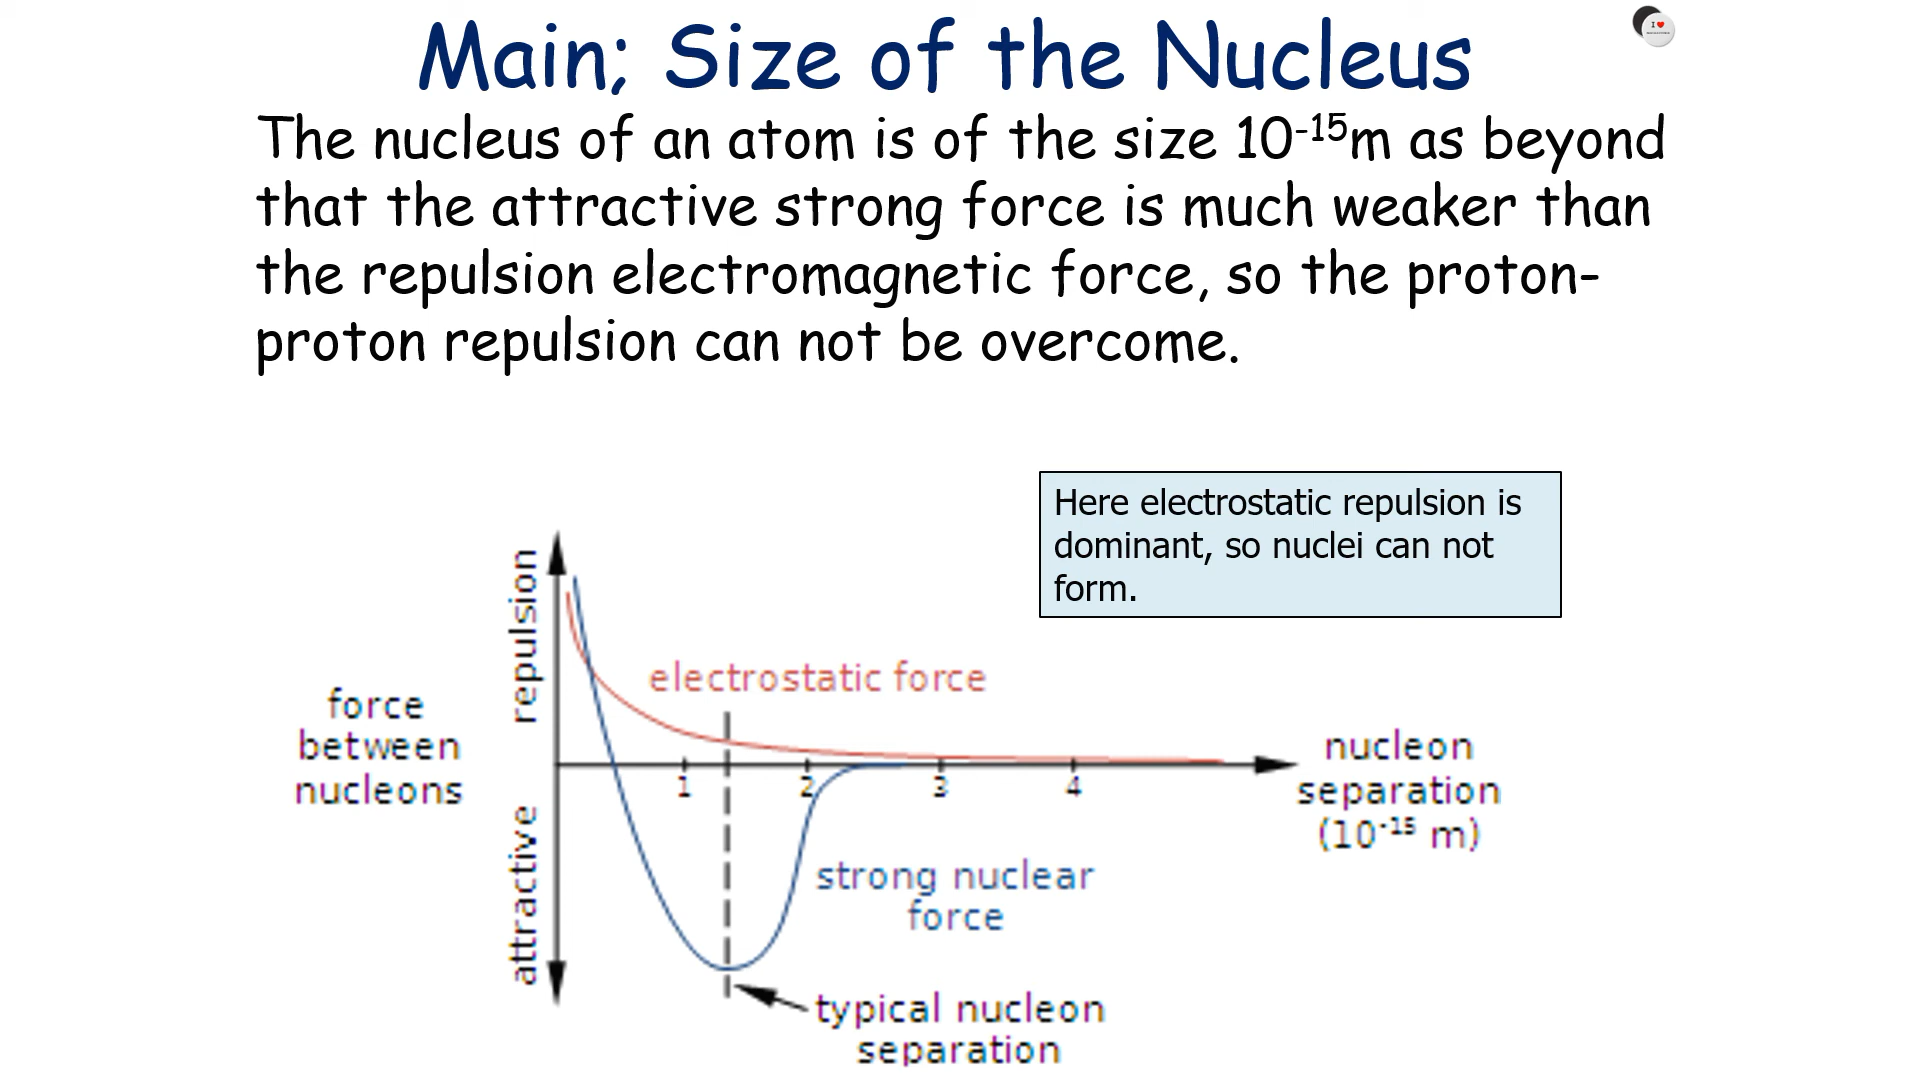 Main; Size of the Nucleus
The nucleus of an atom is of the size 10⁻¹⁵m as beyond
that the attractive strong force is much weaker than
the repulsion electromagnetic force, so the proton-
proton repulsion can not be overcome.
Here electrostatic repulsion is
dominant, so nuclei can not
form.
repulsion
electrostatic force
force
between
nucleons
1
2
3
4
nucleon
separation
(10⁻¹⁵ m)
attractive
strong nuclear
force
typical nucleon
separation
I ♥